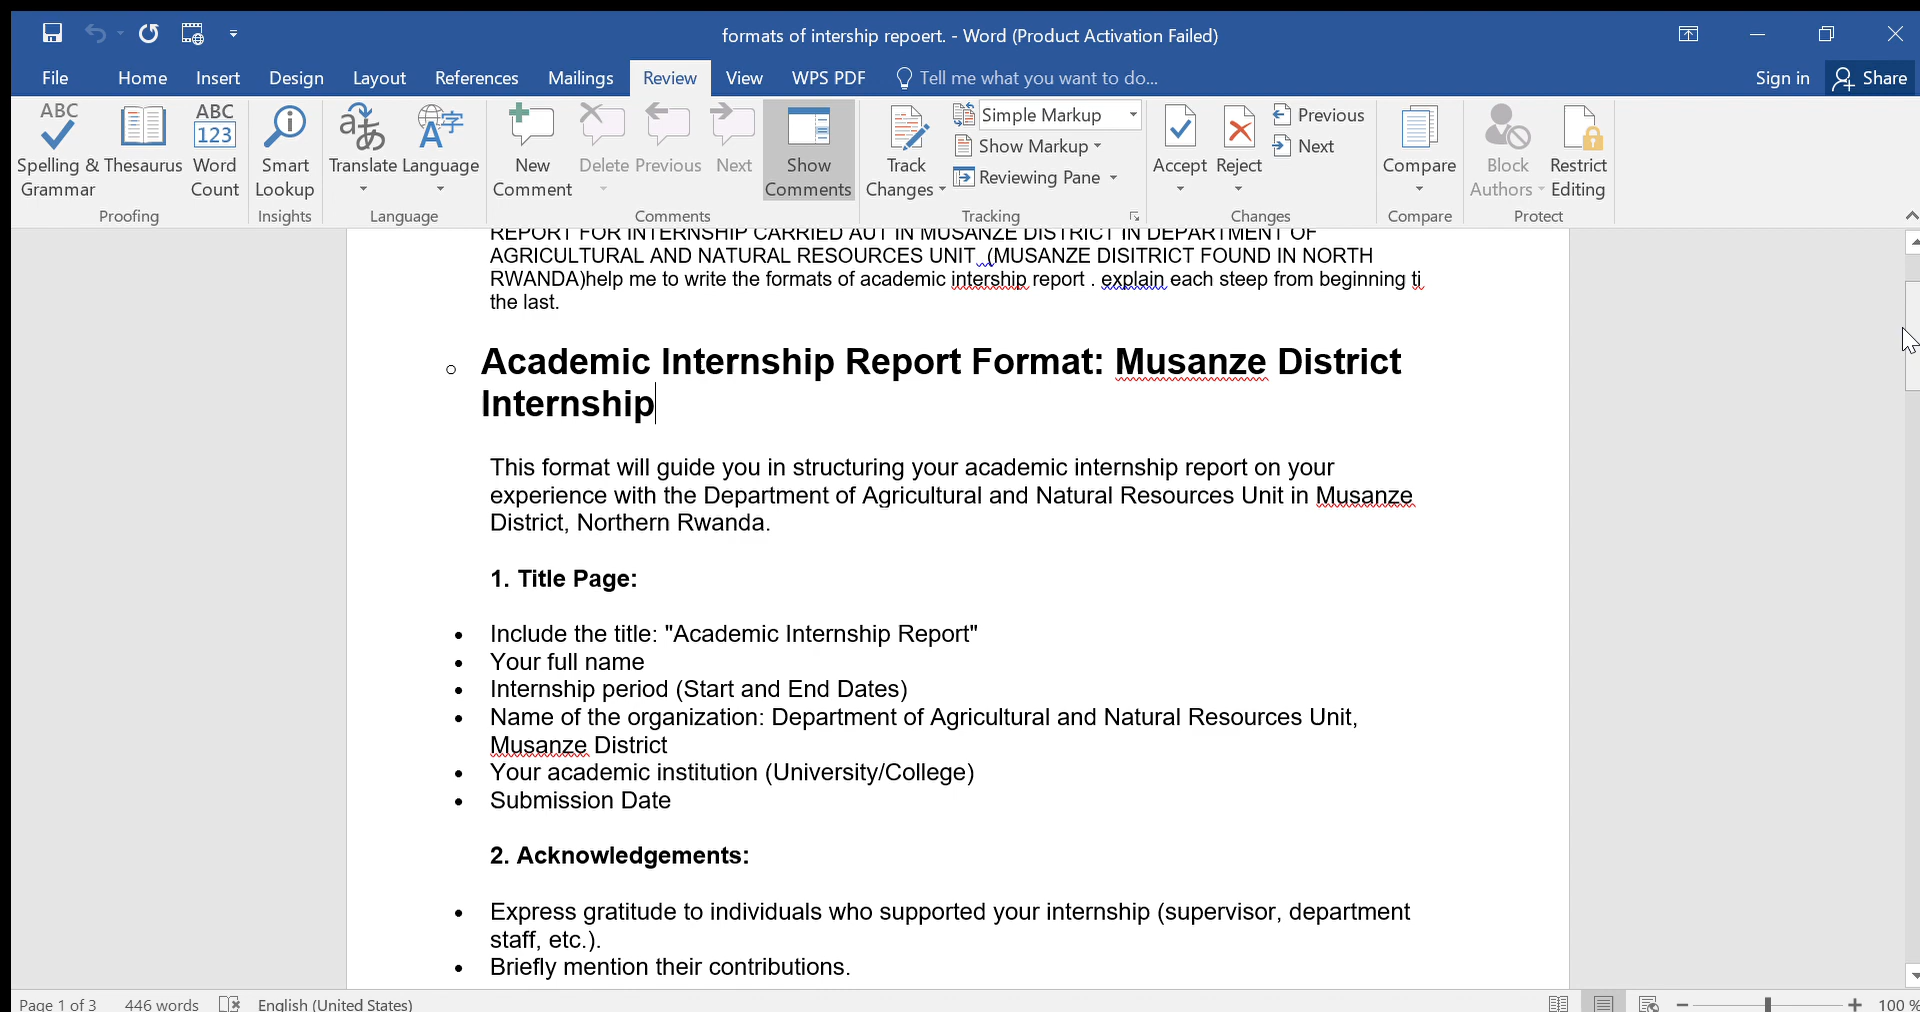 formats of intership repoert. - Word (Product Activation Failed)
File Home Insert Design Layout References Mailings Review View WPS PDF Tell me what you want to do... Sign in Share
ABC ABC 123
Spelling & Grammar Thesaurus Word Count Smart Lookup Translate Language New Comment Delete Previous Next Show Comments Track Changes Simple Markup Show Markup Reviewing Pane Accept Reject Previous Next Compare Block Authors Restrict Editing
Proofing Insights Language Comments Tracking Changes Compare Protect
REPORT FOR INTERNSHIP CARRIED AUT IN MUSANZE DISTRICT IN DEPARTMENT OF
AGRICULTURAL AND NATURAL RESOURCES UNIT (MUSANZE DISITRICT FOUND IN NORTH
RWANDA)help me to write the formats of academic intership report . explain each steep from beginning ti
the last.
Academic Internship Report Format: Musanze District
Internship
This format will guide you in structuring your academic internship report on your
experience with the Department of Agricultural and Natural Resources Unit in Musanze
District, Northern Rwanda.
1. Title Page:
• Include the title: "Academic Internship Report"
• Your full name
• Internship period (Start and End Dates)
• Name of the organization: Department of Agricultural and Natural Resources Unit,
Musanze District
• Your academic institution (University/College)
• Submission Date
2. Acknowledgements:
• Express gratitude to individuals who supported your internship (supervisor, department
staff, etc.).
• Briefly mention their contributions.
Page 1 of 3 446 words English (United States) 100 %